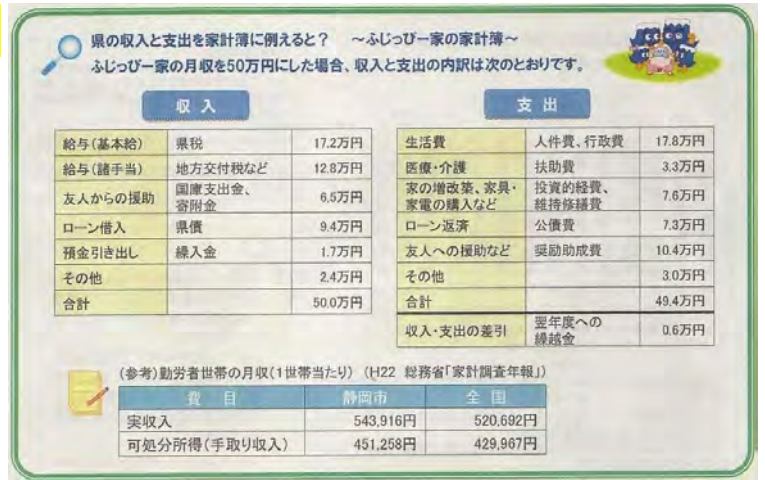 県の収入と支出を家計簿に例えると？　～ふじっぴー家の家計簿～
ふじっぴー家の月収を50万円にした場合、収入と支出の内訳は次のとおりです。
収 入
給与(基本給) 県税 17.2万円
給与(諸手当) 地方交付税など 12.8万円
友人からの援助 国庫支出金、
寄附金 6.5万円
ローン借入 県債 9.4万円
預金引き出し 繰入金 1.7万円
その他 2.4万円
合計 50.0万円
支 出
生活費 人件費、行政費 17.8万円
医療・介護 扶助費 3.3万円
家の増改築、家具・
家電の購入など 投資的経費、
維持修繕費 7.6万円
ローン返済 公債費 7.3万円
友人への援助など 奨励助成費 10.4万円
その他 3.0万円
合計 49.4万円
収入・支出の差引 翌年度への
繰越金 0.6万円
(参考)勤労者世帯の月収(1世帯当たり) (H22 総務省「家計調査年報」)
費 目 静岡市 全 国
実収入 543,916円 520,692円
可処分所得(手取り収入) 451,258円 429,967円